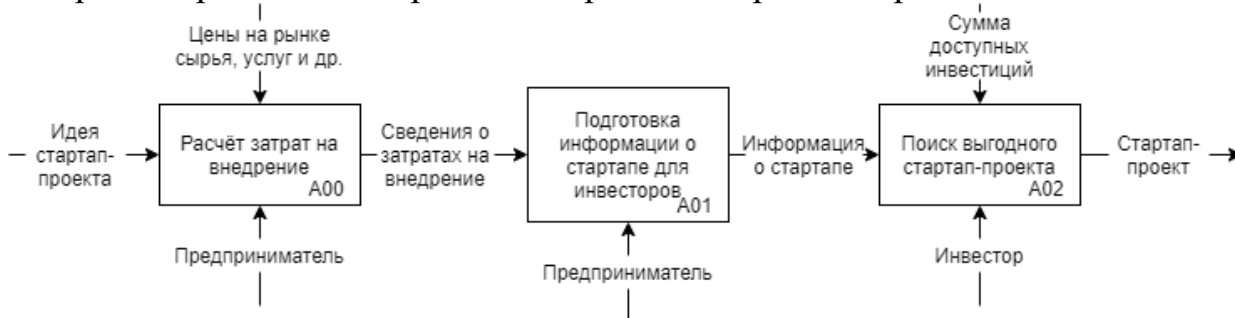 Цены на рынке
сырья, услуг и др.
Сумма
доступных
инвестиций
Идея
стартап-
проекта
Расчёт затрат на
внедрение
A00
Сведения о
затратах на
внедрение
Подготовка
информации о
стартапе для
инвесторов
A01
Информация
о стартапе
Поиск выгодного
стартап-проекта
A02
Стартап-
проект
Предприниматель
Предприниматель
Инвестор